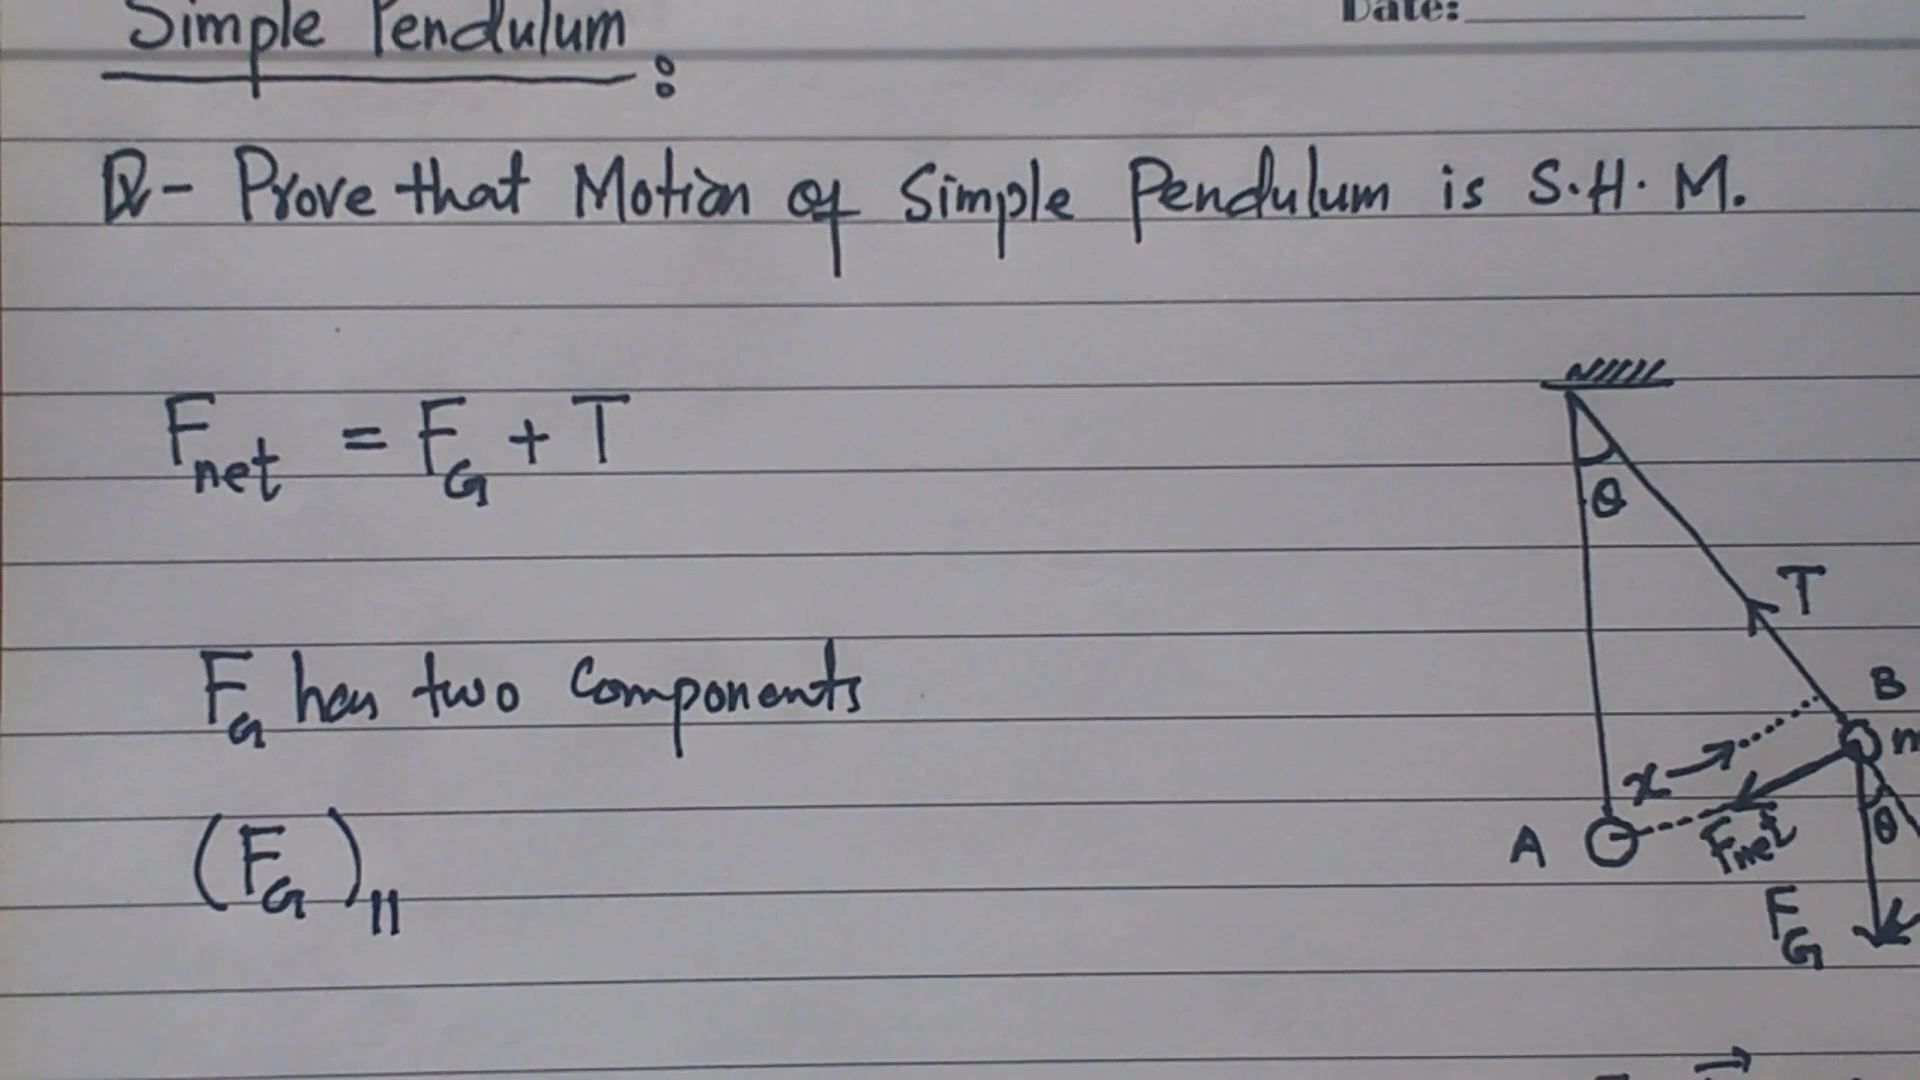 Simple Pendulum :
Date:
Q- Prove that Motion of Simple Pendulum is S.H.M.
F_net = F_G + T
θ
T
F_G has two Components
B
m
x
A
F_net
θ
(F_G)_||
F_G